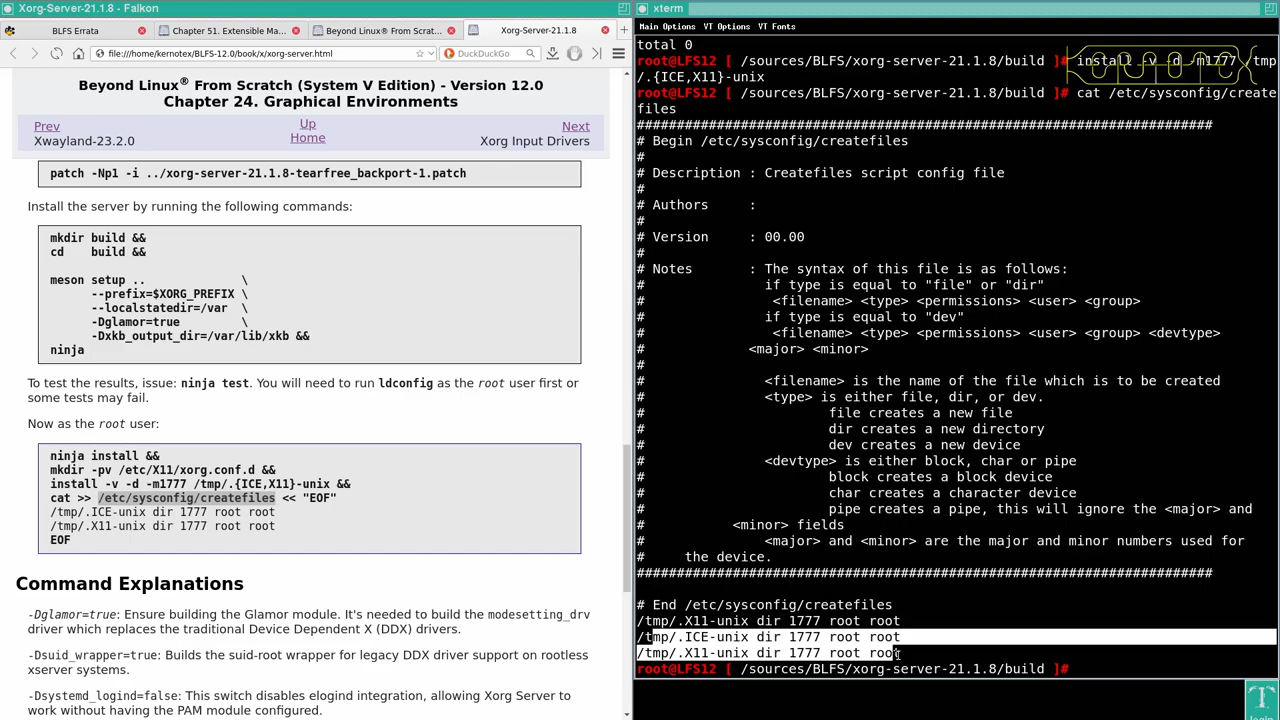 Xorg-Server-21.1.8 - Falkon
BLFS Errata
Chapter 51. Extensible Ma...
Beyond Linux® From Scrat...
Xorg-Server-21.1.8
file:///home/kernotex/BLFS-12.0/book/x/xorg-server.html
DuckDuckGo
Beyond Linux® From Scratch (System V Edition) - Version 12.0
Chapter 24. Graphical Environments
Prev
Up
Next
Xwayland-23.2.0
Home
Xorg Input Drivers
patch -Np1 -i ../xorg-server-21.1.8-tearfree_backport-1.patch
Install the server by running the following commands:
mkdir build &&
cd    build &&
meson setup ..       \
--prefix=$XORG_PREFIX \
--localstatedir=/var  \
-Dglamor=true         \
-Dxkb_output_dir=/var/lib/xkb &&
ninja
To test the results, issue: ninja test. You will need to run ldconfig as the root user first or
some tests may fail.
Now as the root user:
ninja install &&
mkdir -pv /etc/X11/xorg.conf.d &&
install -v -d -m1777 /tmp/.{ICE,X11}-unix &&
cat >> /etc/sysconfig/createfiles << "EOF"
/tmp/.ICE-unix dir 1777 root root
/tmp/.X11-unix dir 1777 root root
EOF
Command Explanations
-Dglamor=true: Ensure building the Glamor module. It's needed to build the modesetting_drv
driver which replaces the traditional Device Dependent X (DDX) drivers.
-Dsuid_wrapper=true: Builds the suid-root wrapper for legacy DDX driver support on rootless
xserver systems.
-Dsystemd_logind=false: This switch disables elogind integration, allowing Xorg Server to
work without having the PAM module configured.
xterm
Main Options  VT Options  VT Fonts
total 0
root@LFS12 [ /sources/BLFS/xorg-server-21.1.8/build ]# install -v -d -m1777 /tmp
/.{ICE,X11}-unix
root@LFS12 [ /sources/BLFS/xorg-server-21.1.8/build ]# cat /etc/sysconfig/create
files
########################################################################
# Begin /etc/sysconfig/createfiles
#
# Description : Createfiles script config file
#
# Authors     :
#
# Version     : 00.00
#
# Notes       : The syntax of this file is as follows:
#               if type is equal to "file" or "dir"
#                <filename> <type> <permissions> <user> <group>
#               if type is equal to "dev"
#                <filename> <type> <permissions> <user> <group> <devtype>
#             <major> <minor>
#
#               <filename> is the name of the file which is to be created
#               <type> is either file, dir, or dev.
#                       file creates a new file
#                       dir creates a new directory
#                       dev creates a new device
#               <devtype> is either block, char or pipe
#                       block creates a block device
#                       char creates a character device
#                       pipe creates a pipe, this will ignore the <major> and
#           <minor> fields
#               <major> and <minor> are the major and minor numbers used for
#     the device.
########################################################################
# End /etc/sysconfig/createfiles
/tmp/.X11-unix dir 1777 root root
/tmp/.ICE-unix dir 1777 root root
/tmp/.X11-unix dir 1777 root root
root@LFS12 [ /sources/BLFS/xorg-server-21.1.8/build ]#